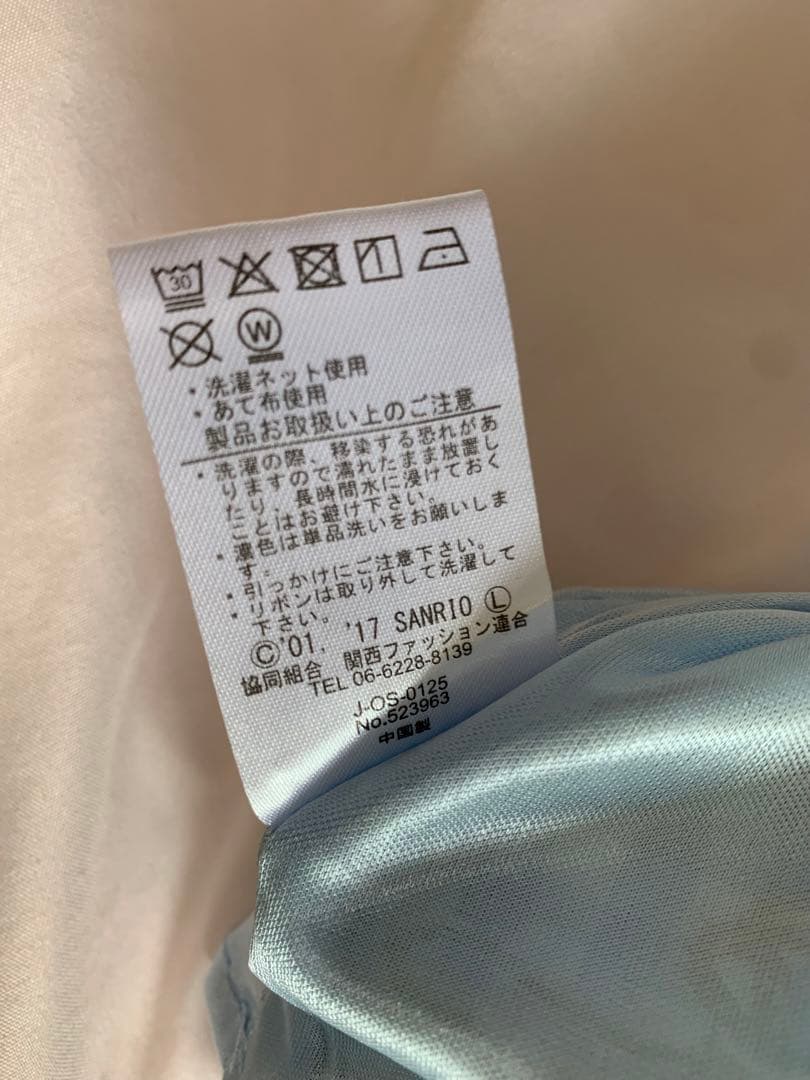 30
W
・洗濯ネット使用
・あて布使用
製品お取扱い上のご注意
・洗濯の際、移染する恐れがあ
りますので濡れたまま放置し
たり、長時間水に浸けておく
ことはお避け下さい。
・濃色は単品洗いをお願いしま
す。
・引っかけにご注意下さい。
・リボンは取り外して洗濯して
下さい。
©'01, '17 SANRIO Ⓛ
協同組合 関西ファッション連合
TEL 06-6228-8139
J-OS-0125
No.523963
中国製